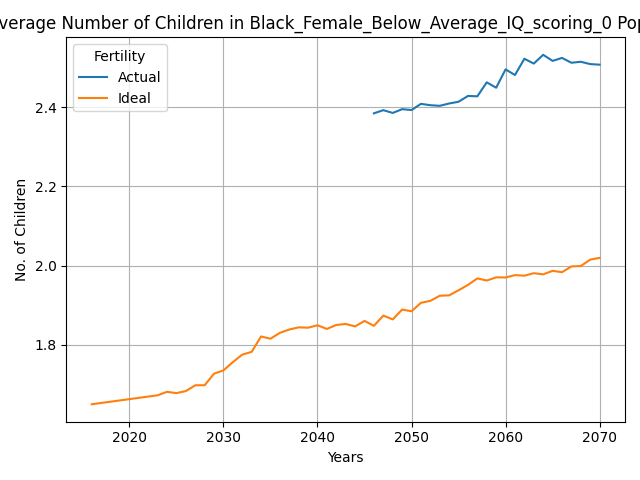 verage Number of Children in Black_Female_Below_Average_IQ_scoring_0 Pop
Fertility
Actual
Ideal
No. of Children
2.4
2.2
2.0
1.8
2020 2030 2040 2050 2060 2070
Years